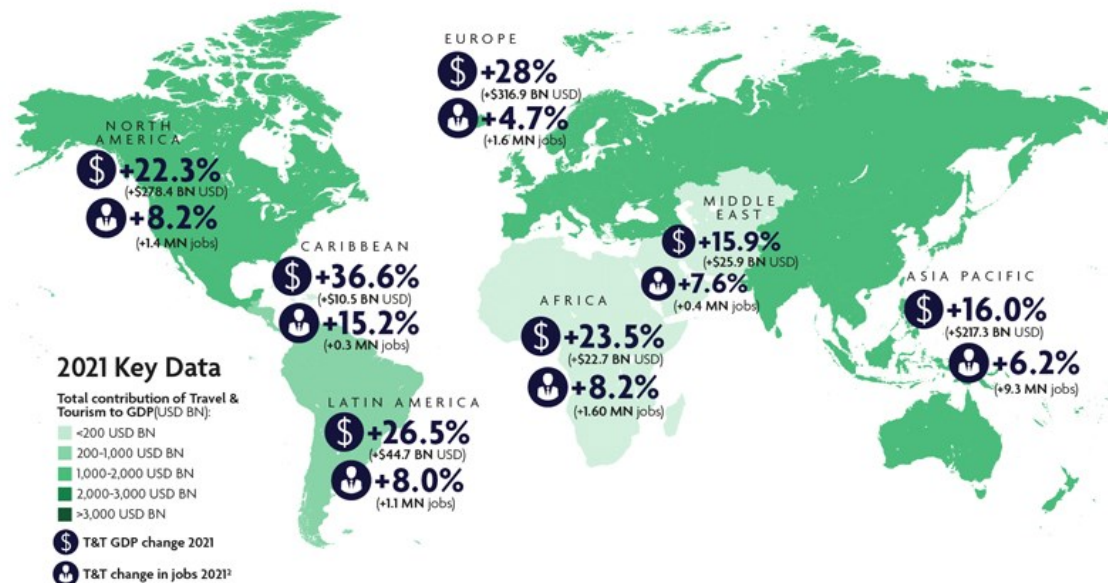 EUROPE
+28%
(+$316.9 BN USD)
+4.7%
(+1.6 MN jobs)
NORTH
AMERICA
+22.3%
(+$278.4 BN USD)
+8.2%
(+1.4 MN jobs)
CARIBBEAN
+36.6%
(+$10.5 BN USD)
+15.2%
(+0.3 MN jobs)
MIDDLE
EAST
+15.9%
(+$25.9 BN USD)
+7.6%
(+0.4 MN jobs)
ASIA PACIFIC
+16.0%
(+$217.3 BN USD)
+6.2%
(+9.3 MN jobs)
AFRICA
+23.5%
(+$22.7 BN USD)
+8.2%
(+1.60 MN jobs)
LATIN AMERICA
+26.5%
(+$44.7 BN USD)
+8.0%
(+1.1 MN jobs)
2021 Key Data
Total contribution of Travel &
Tourism to GDP(USD BN):
<200 USD BN
200-1,000 USD BN
1,000-2,000 USD BN
2,000-3,000 USD BN
>3,000 USD BN
$ T&T GDP change 2021
T&T change in jobs 2021²